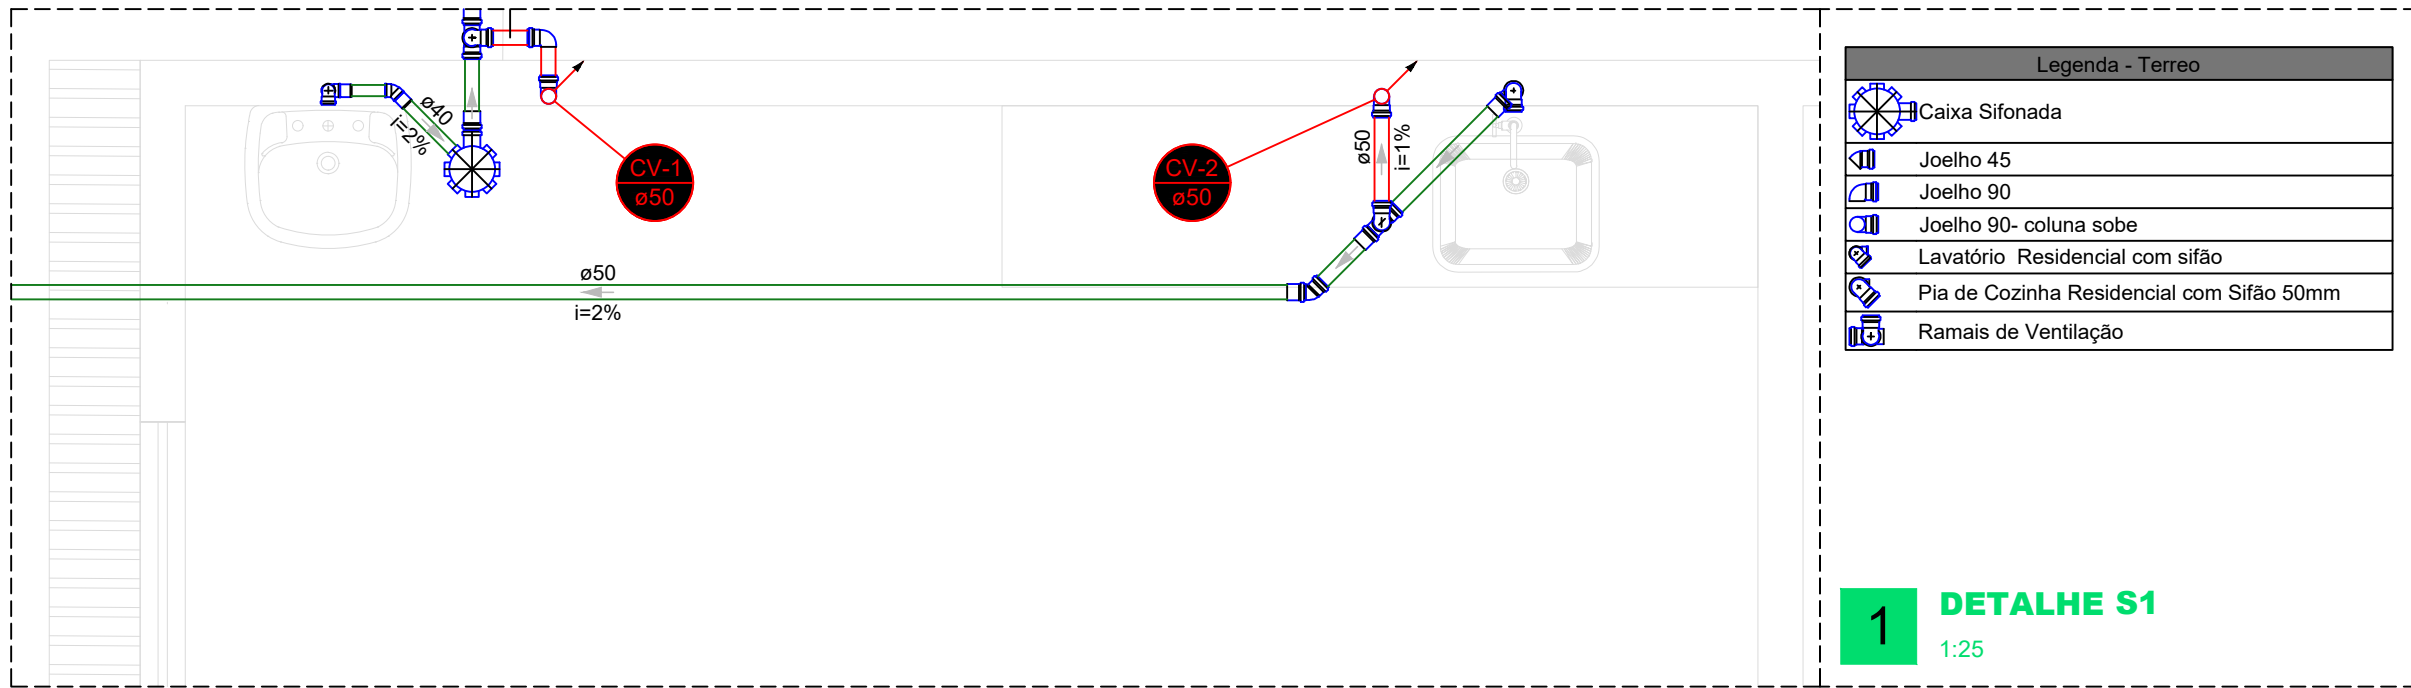 ø40
i=2%
CV-1
ø50
CV-2
ø50
ø50
i=1%
ø50
i=2%
Legenda - Terreo
Caixa Sifonada
Joelho 45
Joelho 90
Joelho 90- coluna sobe
Lavatório Residencial com sifão
Pia de Cozinha Residencial com Sifão 50mm
Ramais de Ventilação
1
DETALHE S1
1:25